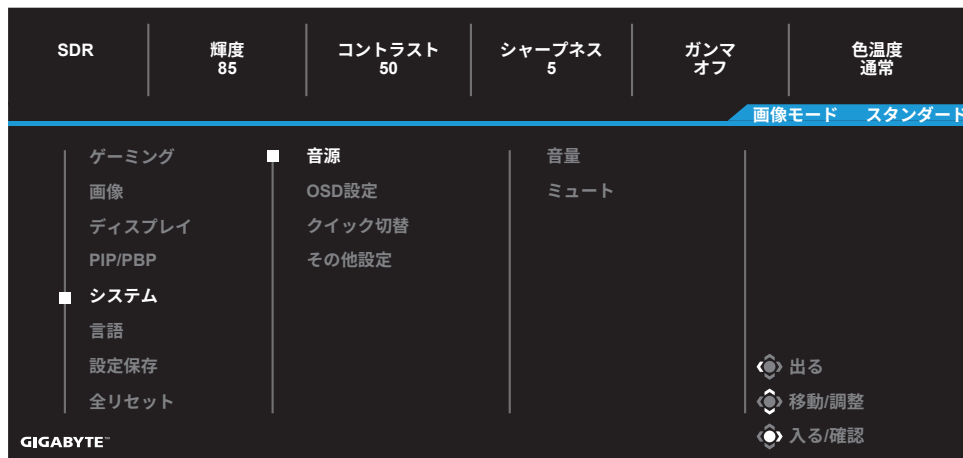 SDR
輝度
85
コントラスト
50
シャープネス
5
ガンマ
オフ
色温度
通常
画像モード スタンダード
ゲーミング
画像
ディスプレイ
PIP/PBP
システム
言語
設定保存
全リセット
音源
OSD設定
クイック切替
その他設定
音量
ミュート
出る
移動/調整
入る/確認
GIGABYTE™